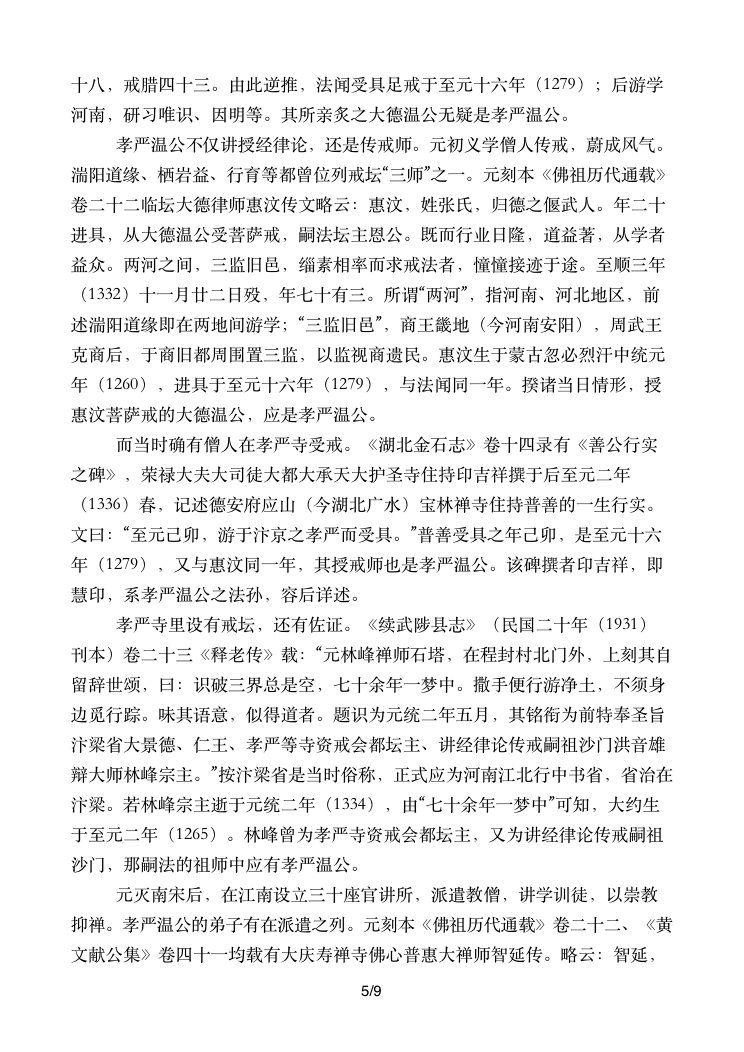 十八，戒腊四十三。由此逆推，法闻受具足戒于至元十六年（1279）；后游学
河南，研习唯识、因明等。其所亲炙之大德温公无疑是孝严温公。
孝严温公不仅讲授经律论，还是传戒师。元初义学僧人传戒，蔚成风气。
湍阳道缘、栖岩益、行育等都曾位列戒坛“三师”之一。元刻本《佛祖历代通载》
卷二十二临坛大德律师惠汶传文略云：惠汶，姓张氏，归德之偃武人。年二十
进具，从大德温公受菩萨戒，嗣法坛主恩公。既而行业日隆，道益著，从学者
益众。两河之间，三监旧邑，缁素相率而求戒法者，憧憧接迹于途。至顺三年
（1332）十一月廿二日殁，年七十有三。所谓“两河”，指河南、河北地区，前
述湍阳道缘即在两地间游学；“三监旧邑”，商王畿地（今河南安阳），周武王
克商后，于商旧都周围置三监，以监视商遗民。惠汶生于蒙古忽必烈汗中统元
年（1260），进具于至元十六年（1279），与法闻同一年。揆诸当日情形，授
惠汶菩萨戒的大德温公，应是孝严温公。
而当时确有僧人在孝严寺受戒。《湖北金石志》卷十四录有《善公行实
之碑》，荣禄大夫大司徒大都大承天大护圣寺住持印吉祥撰于后至元二年
（1336）春，记述德安府应山（今湖北广水）宝林禅寺住持普善的一生行实。
文曰：“至元己卯，游于汴京之孝严而受具。”普善受具之年己卯，是至元十六
年（1279），又与惠汶同一年，其授戒师也是孝严温公。该碑撰者印吉祥，即
慧印，系孝严温公之法孙，容后详述。
孝严寺里设有戒坛，还有佐证。《续武陟县志》（民国二十年（1931）
刊本）卷二十三《释老传》载：“元林峰禅师石塔，在程封村北门外，上刻其自
留辞世颂，曰：识破三界总是空，七十余年一梦中。撒手便行游净土，不须身
边觅行踪。味其语意，似得道者。题识为元统二年五月，其铭衔为前特奉圣旨
汴梁省大景德、仁王、孝严等寺资戒会都坛主、讲经律论传戒嗣祖沙门洪音雄
辩大师林峰宗主。”按汴梁省是当时俗称，正式应为河南江北行中书省，省治在
汴梁。若林峰宗主逝于元统二年（1334），由“七十余年一梦中”可知，大约生
于至元二年（1265）。林峰曾为孝严寺资戒会都坛主，又为讲经律论传戒嗣祖
沙门，那嗣法的祖师中应有孝严温公。
元灭南宋后，在江南设立三十座官讲所，派遣教僧，讲学训徒，以崇教
抑禅。孝严温公的弟子有在派遣之列。元刻本《佛祖历代通载》卷二十二、《黄
文献公集》卷四十一均载有大庆寿禅寺佛心普惠大禅师智延传。略云：智延，
5/9